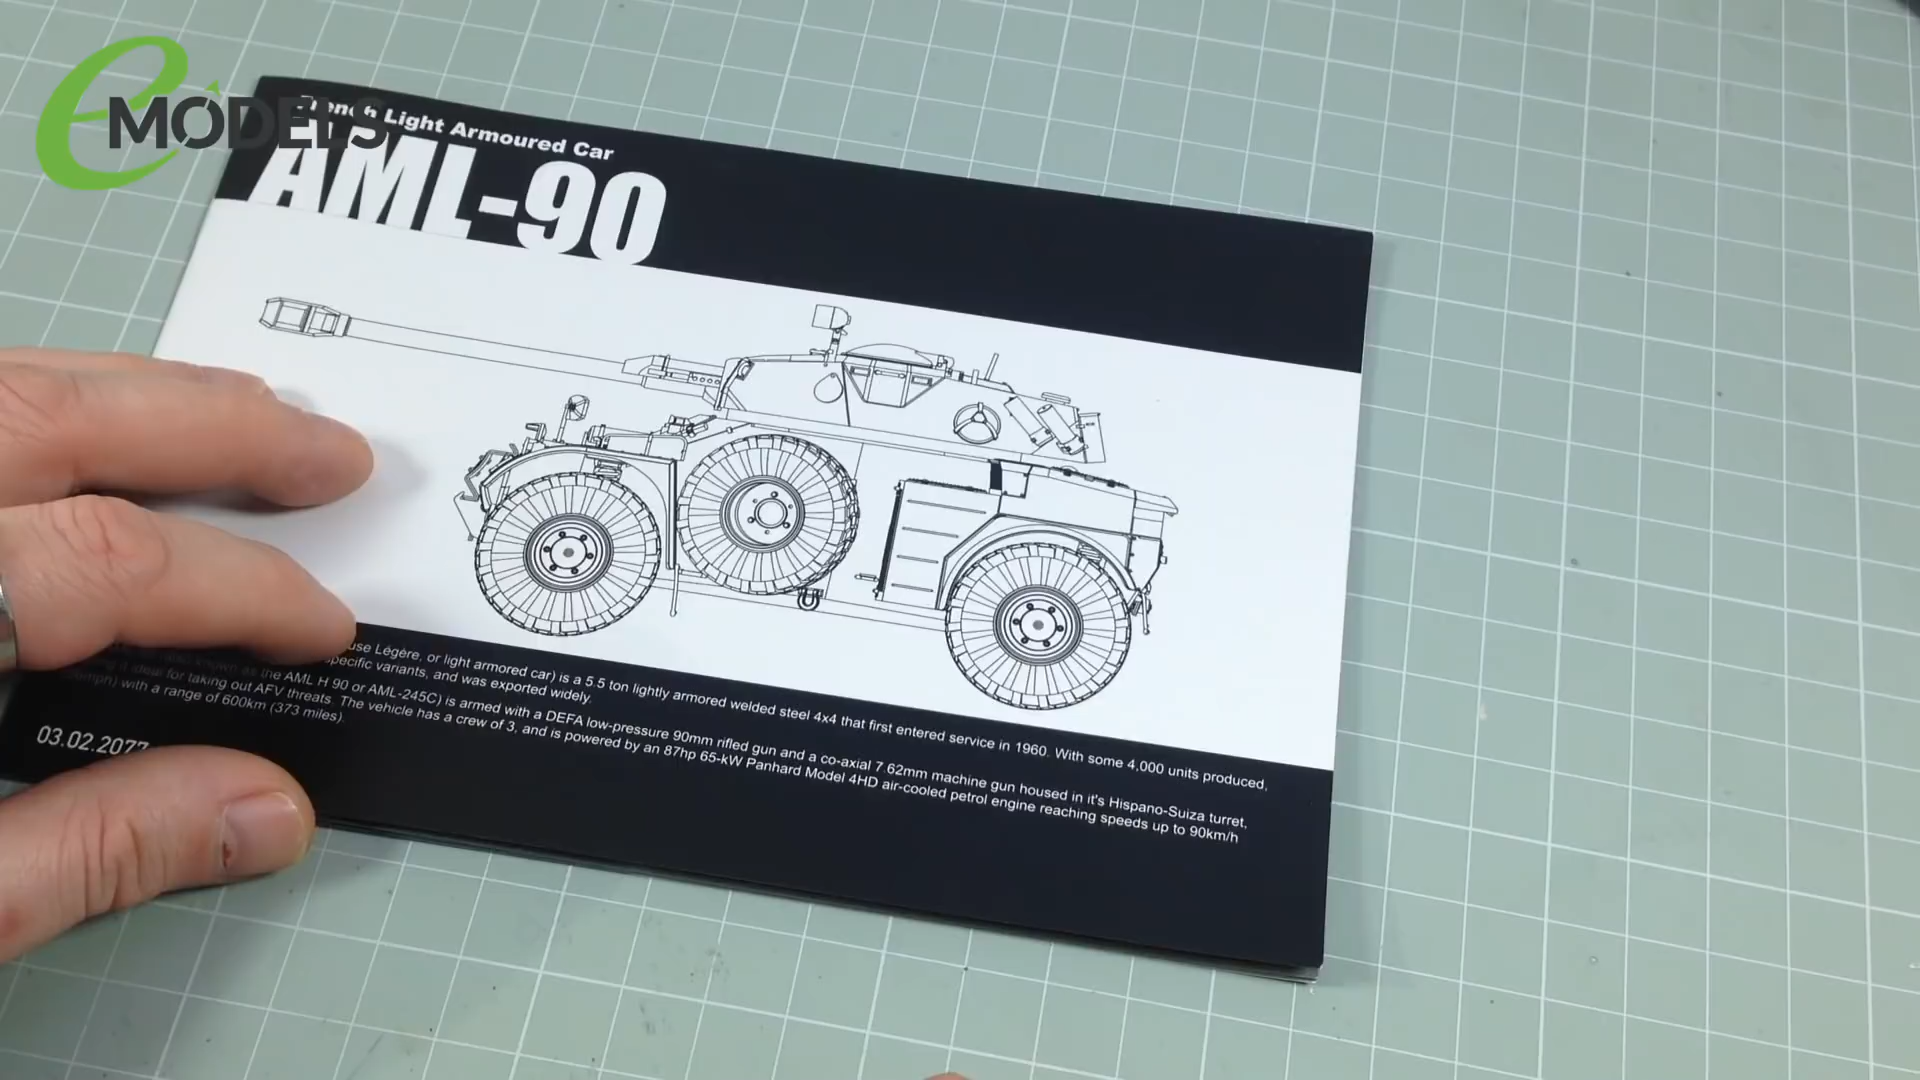 e MODELS
French Light Armoured Car
AML-90
use Légère, or light armored car) is a 5.5 ton lightly armored welded steel 4x4 that first entered service in 1960. With some 4,000 units produced,
specific variants, and was exported widely.
known as the AML H 90 or AML-245C) is armed with a DEFA low-pressure 90mm rifled gun and a co-axial 7.62mm machine gun housed in it's Hispano-Suiza turret,
it ideal for taking out AFV threats. The vehicle has a crew of 3, and is powered by an 87hp 65-kW Panhard Model 4HD air-cooled petrol engine reaching speeds up to 90km/h
mph) with a range of 600km (373 miles).
03.02.2077